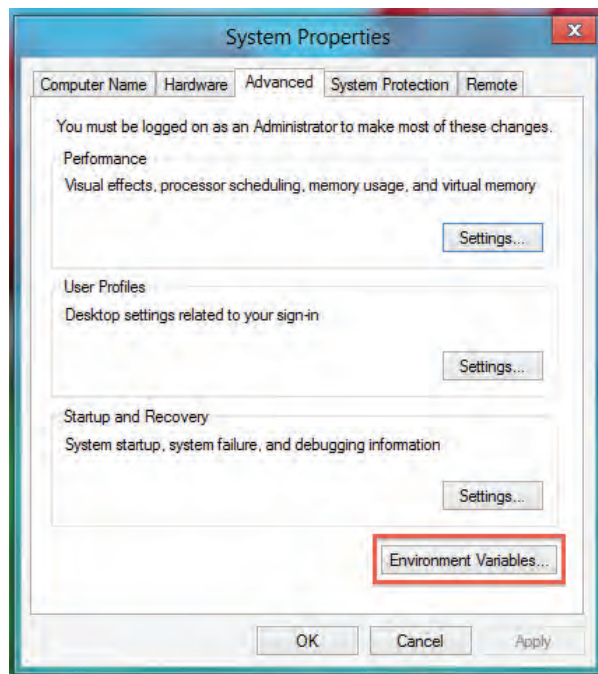 System Properties
x
Computer Name Hardware Advanced System Protection Remote
You must be logged on as an Administrator to make most of these changes.
Performance
Visual effects, processor scheduling, memory usage, and virtual memory
Settings...
User Profiles
Desktop settings related to your sign-in
Settings...
Startup and Recovery
System startup, system failure, and debugging information
Settings...
Environment Variables...
OK Cancel Apply